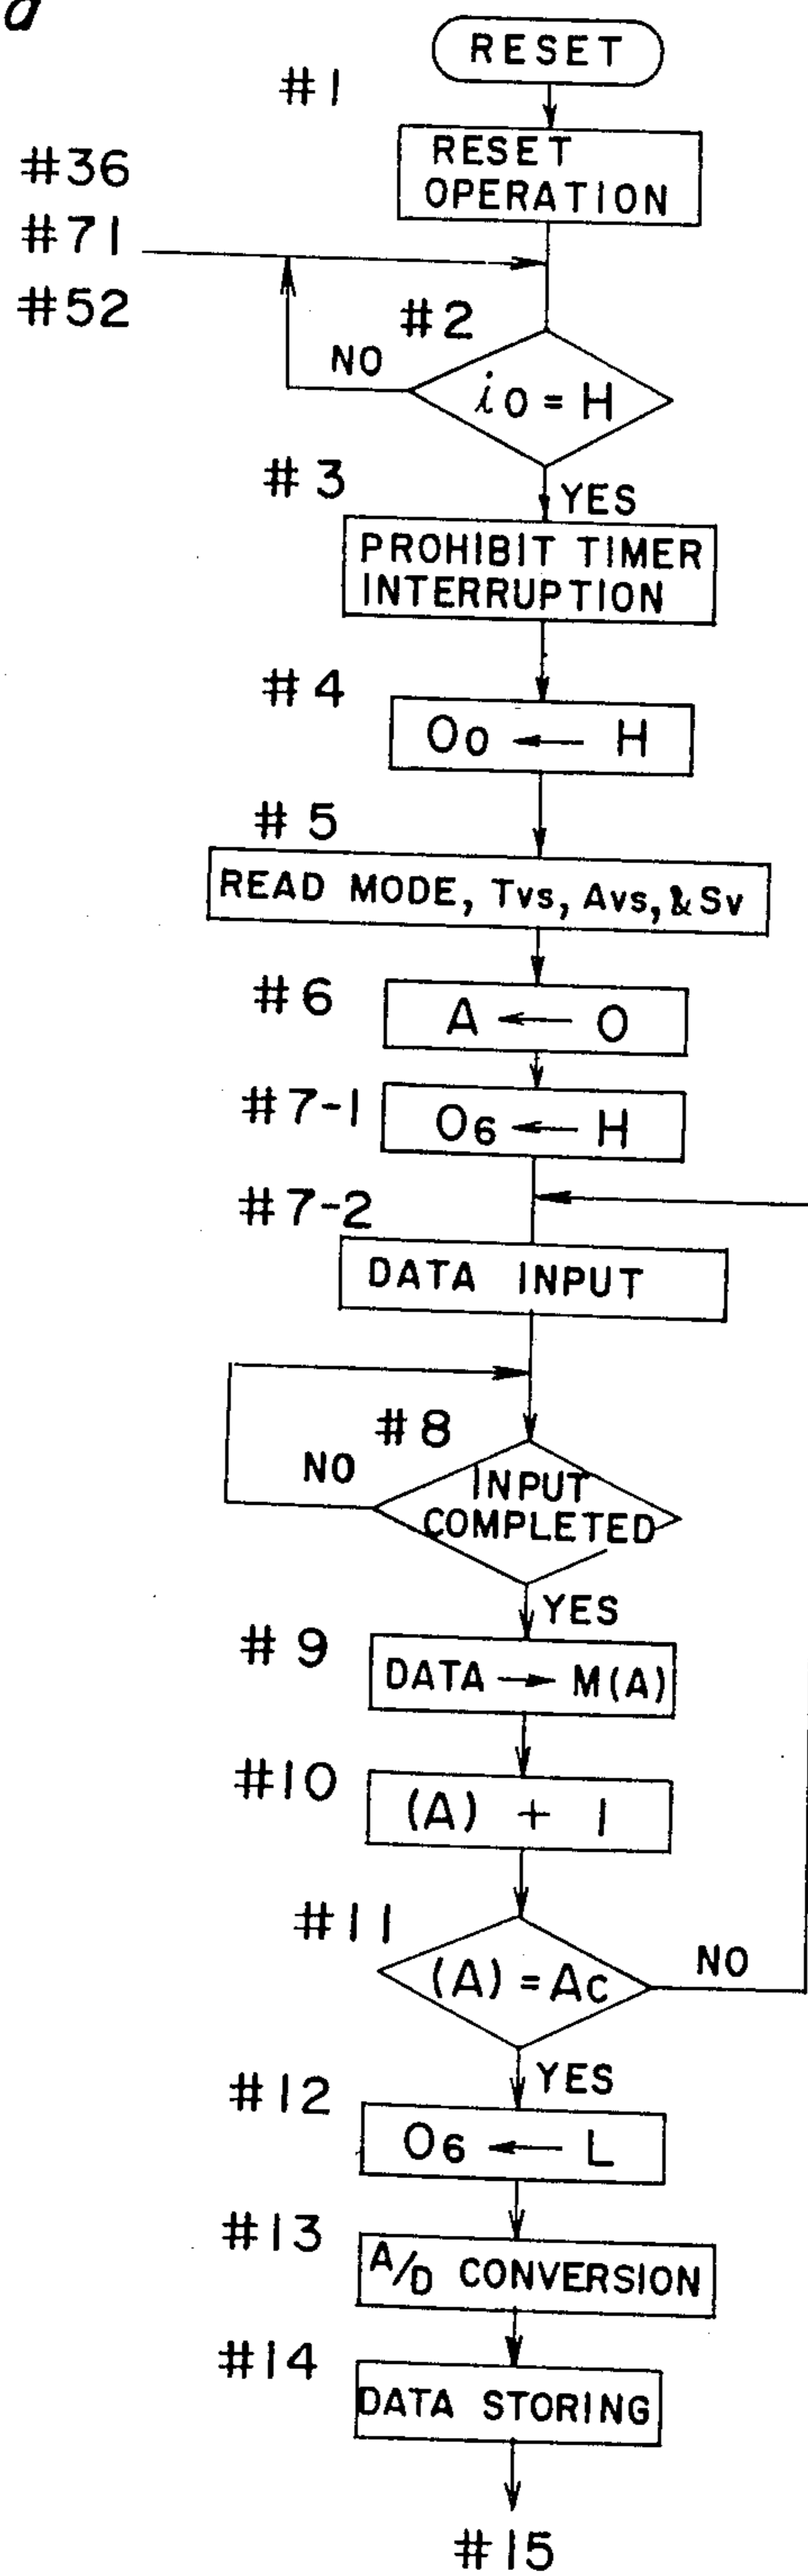 a
RESET
#1
RESET
OPERATION
#36
#71
#52
#2
NO
io = H
#3
YES
PROHIBIT TIMER
INTERRUPTION
#4
Oo ← H
#5
READ MODE, Tvs, Avs, & Sv
#6
A ← O
#7-1
O6 ← H
#7-2
DATA INPUT
#8
NO
INPUT
COMPLETED
YES
#9
DATA → M(A)
#10
(A) + 1
#11
(A) = Ac
NO
YES
#12
O6 ← L
#13
A/D CONVERSION
#14
DATA STORING
#15